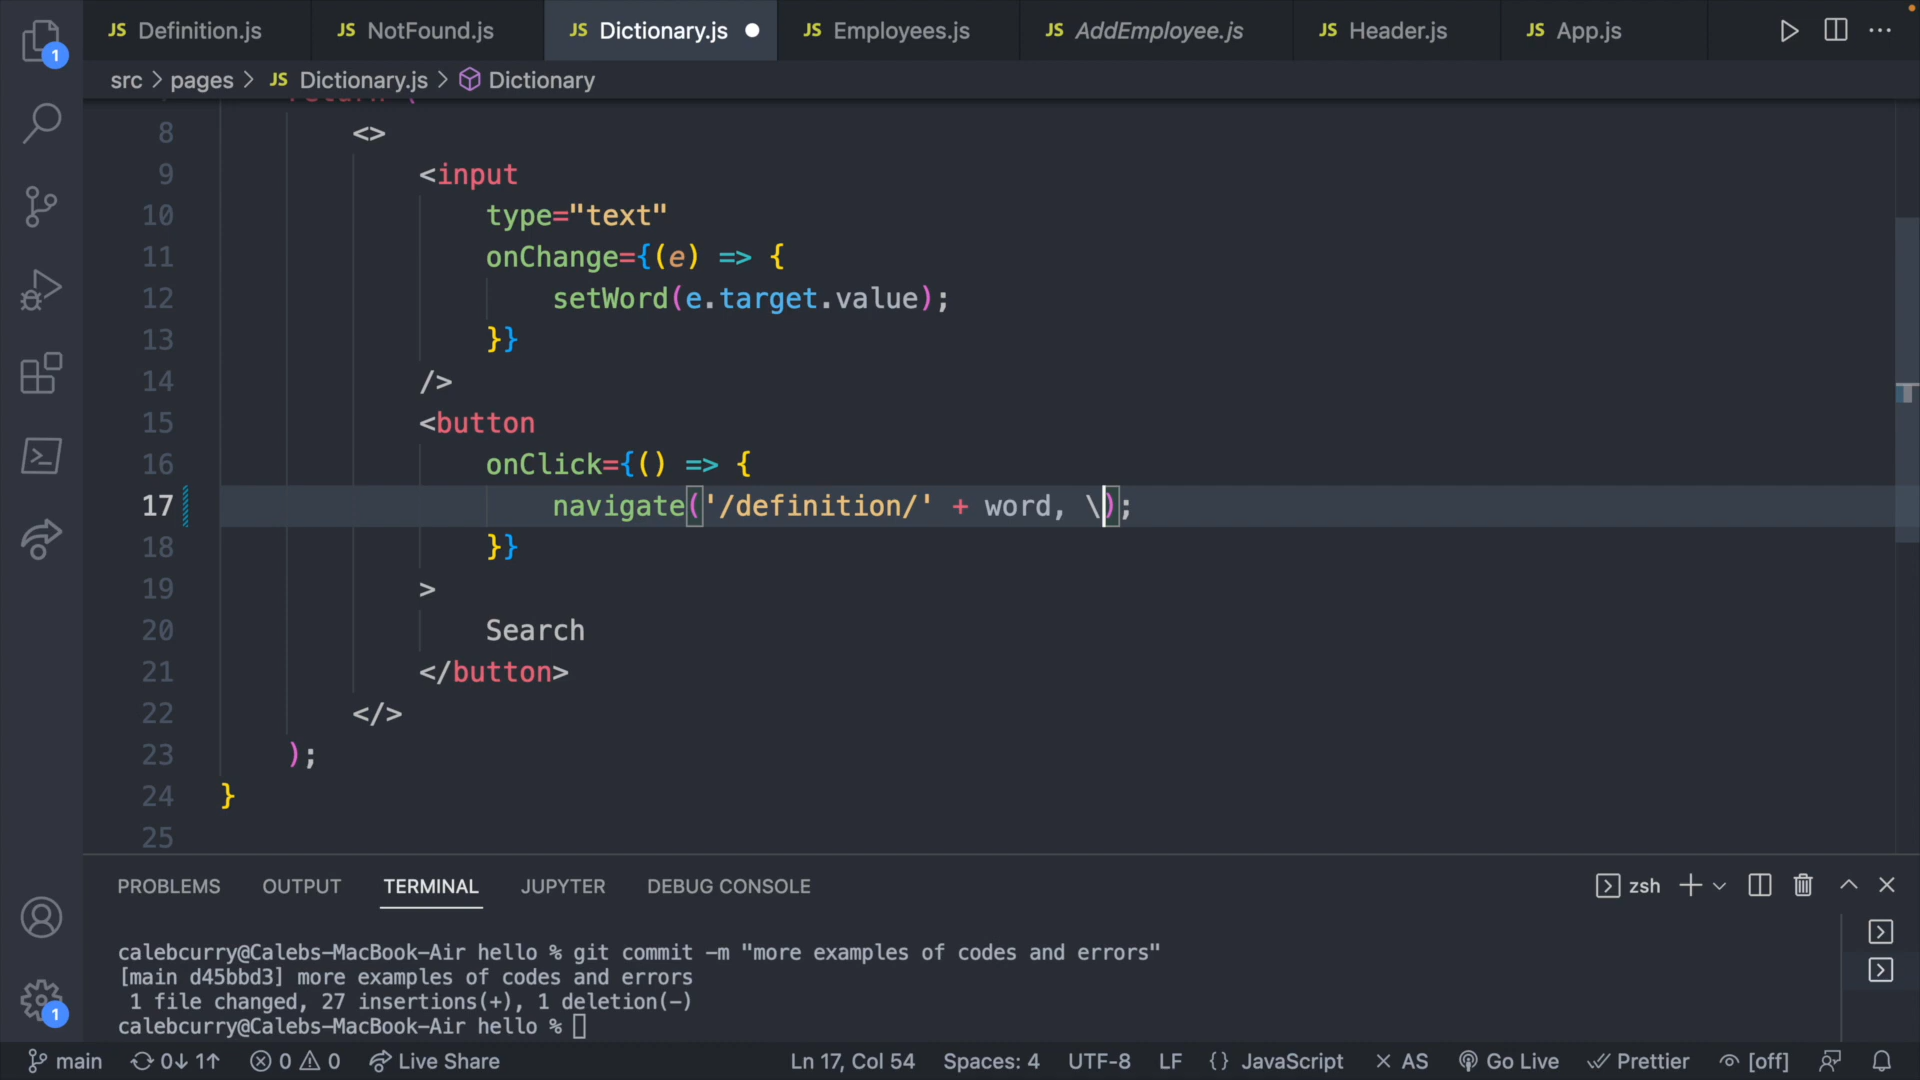 1
JS Definition.js
JS NotFound.js
JS Dictionary.js
JS Employees.js
JS AddEmployee.js
JS Header.js
JS App.js
src > pages > JS Dictionary.js > Dictionary
return (
8 <>
9 <input
10 type="text"
11 onChange={(e) => {
12 setWord(e.target.value);
13 }}
14 />
15 <button
16 onClick={() => {
17 navigate('/definition/' + word, \);
18 }}
19 >
20 Search
21 </button>
22 </>
23 );
24 }
25
PROBLEMS OUTPUT TERMINAL JUPYTER DEBUG CONSOLE
zsh
calebcurry@Calebs-MacBook-Air hello % git commit -m "more examples of codes and errors"
[main d45bbd3] more examples of codes and errors
1 file changed, 27 insertions(+), 1 deletion(-)
calebcurry@Calebs-MacBook-Air hello %
1
main 0↓ 1↑ 0 0 Live Share Ln 17, Col 54 Spaces: 4 UTF-8 LF {} JavaScript × AS Go Live Prettier [off]